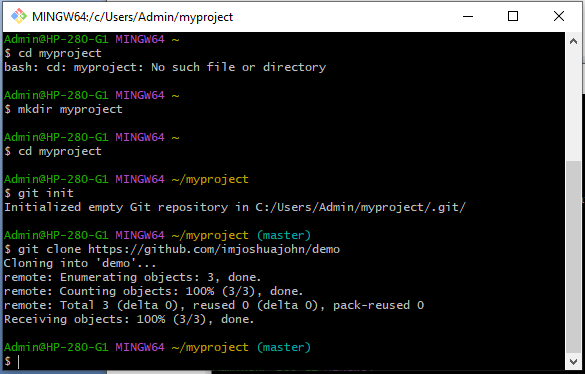 MINGW64:/c/Users/Admin/myproject
Admin@HP-280-G1 MINGW64 ~
$ cd myproject
bash: cd: myproject: No such file or directory
Admin@HP-280-G1 MINGW64 ~
$ mkdir myproject
Admin@HP-280-G1 MINGW64 ~
$ cd myproject
Admin@HP-280-G1 MINGW64 ~/myproject
$ git init
Initialized empty Git repository in C:/Users/Admin/myproject/.git/
Admin@HP-280-G1 MINGW64 ~/myproject (master)
$ git clone https://github.com/imjoshuajohn/demo
Cloning into 'demo'...
remote: Enumerating objects: 3, done.
remote: Counting objects: 100% (3/3), done.
remote: Total 3 (delta 0), reused 0 (delta 0), pack-reused 0
Receiving objects: 100% (3/3), done.
Admin@HP-280-G1 MINGW64 ~/myproject (master)
$